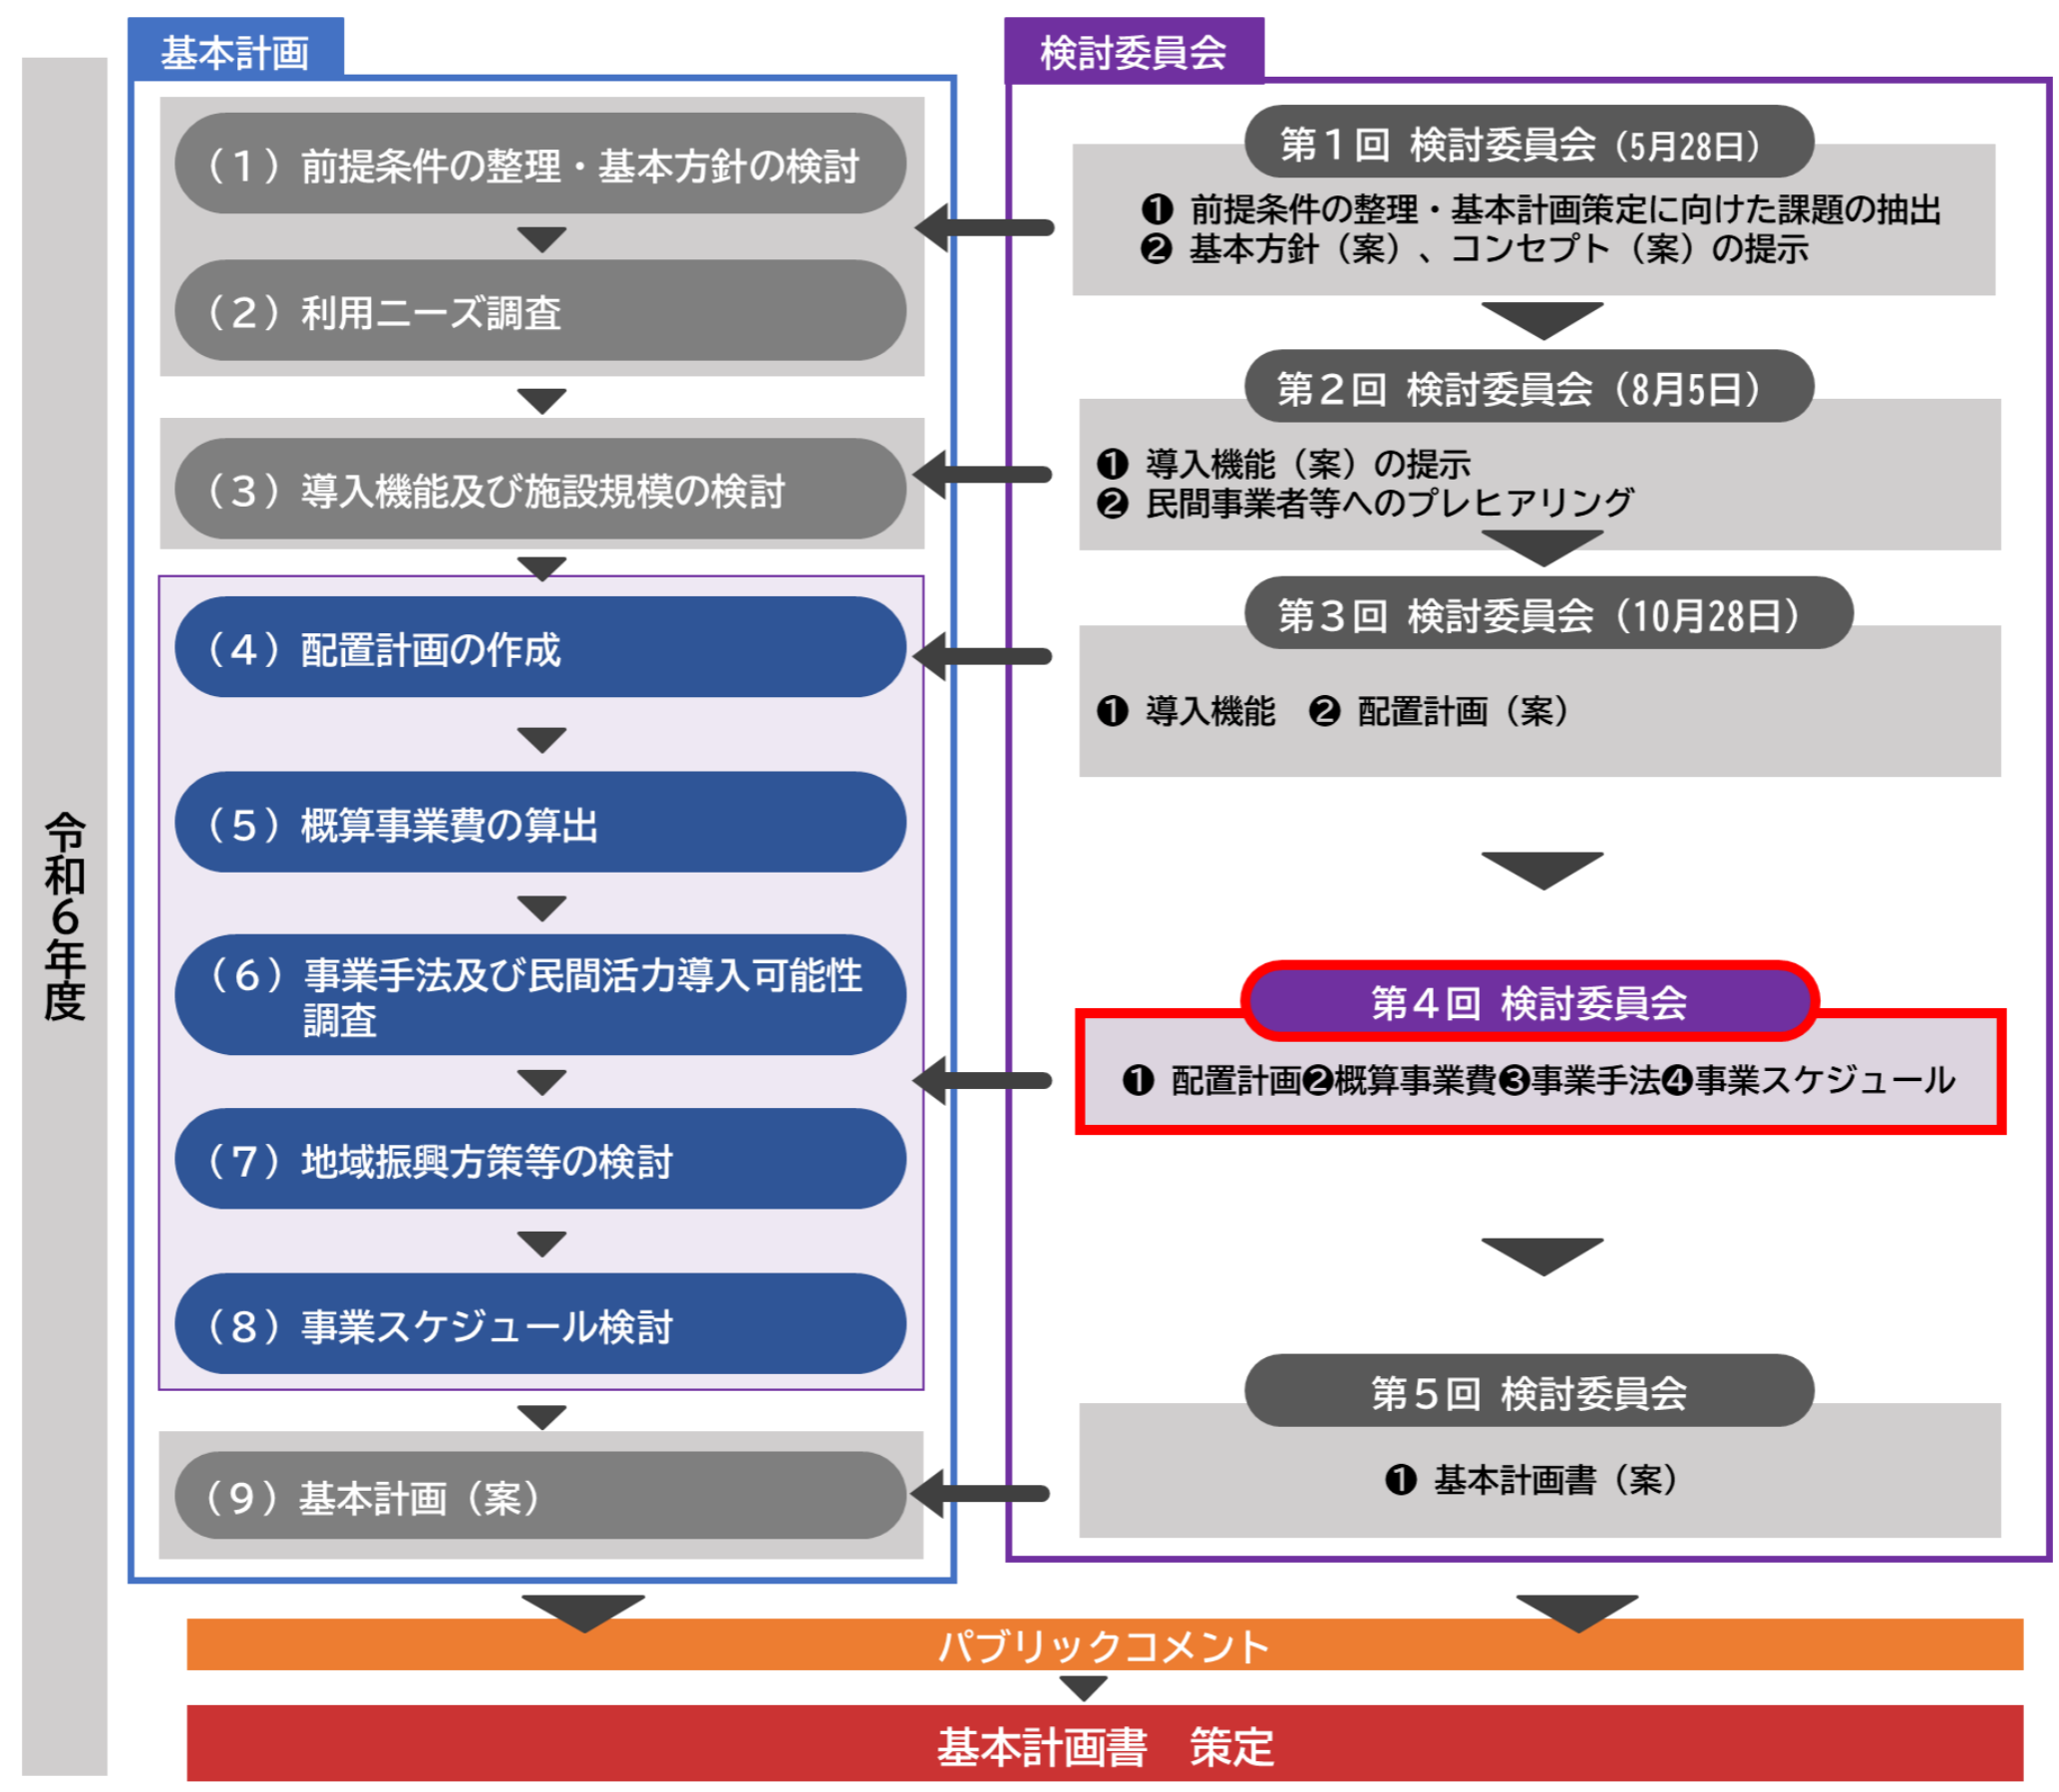 令和６年度
基本計画
（１）前提条件の整理・基本方針の検討
（２）利用ニーズ調査
（３）導入機能及び施設規模の検討
（４）配置計画の作成
（５）概算事業費の算出
（６）事業手法及び民間活力導入可能性
調査
（７）地域振興方策等の検討
（８）事業スケジュール検討
（９）基本計画（案）
検討委員会
第１回 検討委員会（5月28日）
❶ 前提条件の整理・基本計画策定に向けた課題の抽出
❷ 基本方針（案）、コンセプト（案）の提示
第２回 検討委員会（8月5日）
❶ 導入機能（案）の提示
❷ 民間事業者等へのプレヒアリング
第３回 検討委員会（10月28日）
❶ 導入機能　❷ 配置計画（案）
第４回 検討委員会
❶ 配置計画❷概算事業費❸事業手法❹事業スケジュール
第５回 検討委員会
❶ 基本計画書（案）
パブリックコメント
基本計画書　策定